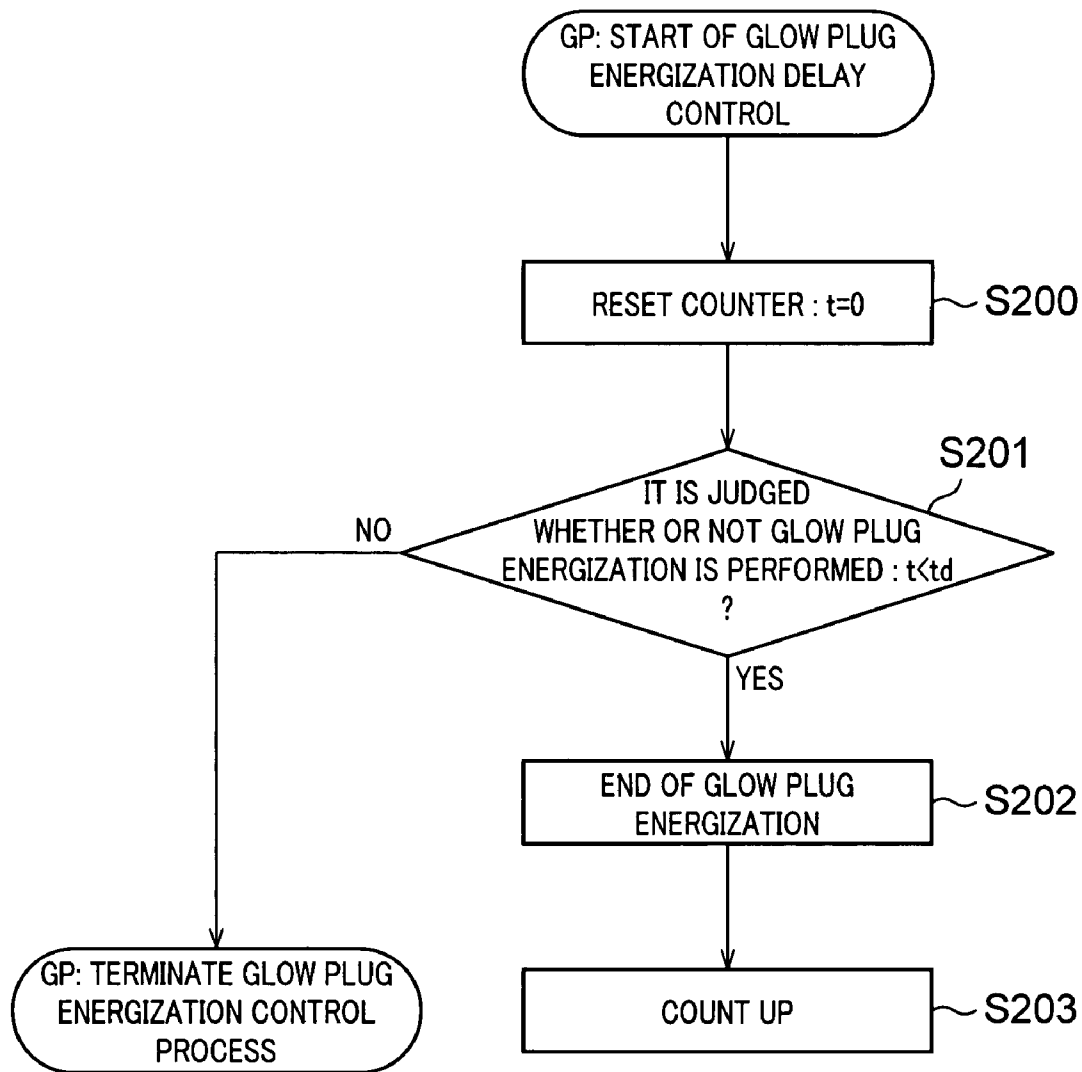 GP: START OF GLOW PLUG
ENERGIZATION DELAY
CONTROL
RESET COUNTER : t=0
S200
S201
IT IS JUDGED
WHETHER OR NOT GLOW PLUG
ENERGIZATION IS PERFORMED : t<td
?
NO
YES
END OF GLOW PLUG
ENERGIZATION
S202
GP: TERMINATE GLOW PLUG
ENERGIZATION CONTROL
PROCESS
COUNT UP
S203